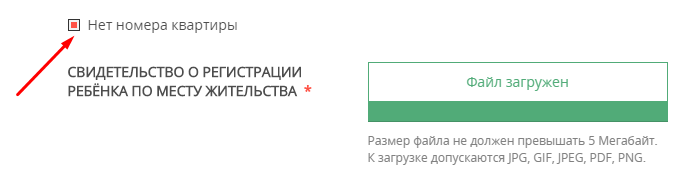 Нет номера квартиры
СВИДЕТЕЛЬСТВО О РЕГИСТРАЦИИ
РЕБЁНКА ПО МЕСТУ ЖИТЕЛЬСТВА *
Файл загружен
Размер файла не должен превышать 5 Мегабайт.
К загрузке допускаются JPG, GIF, JPEG, PDF, PNG.